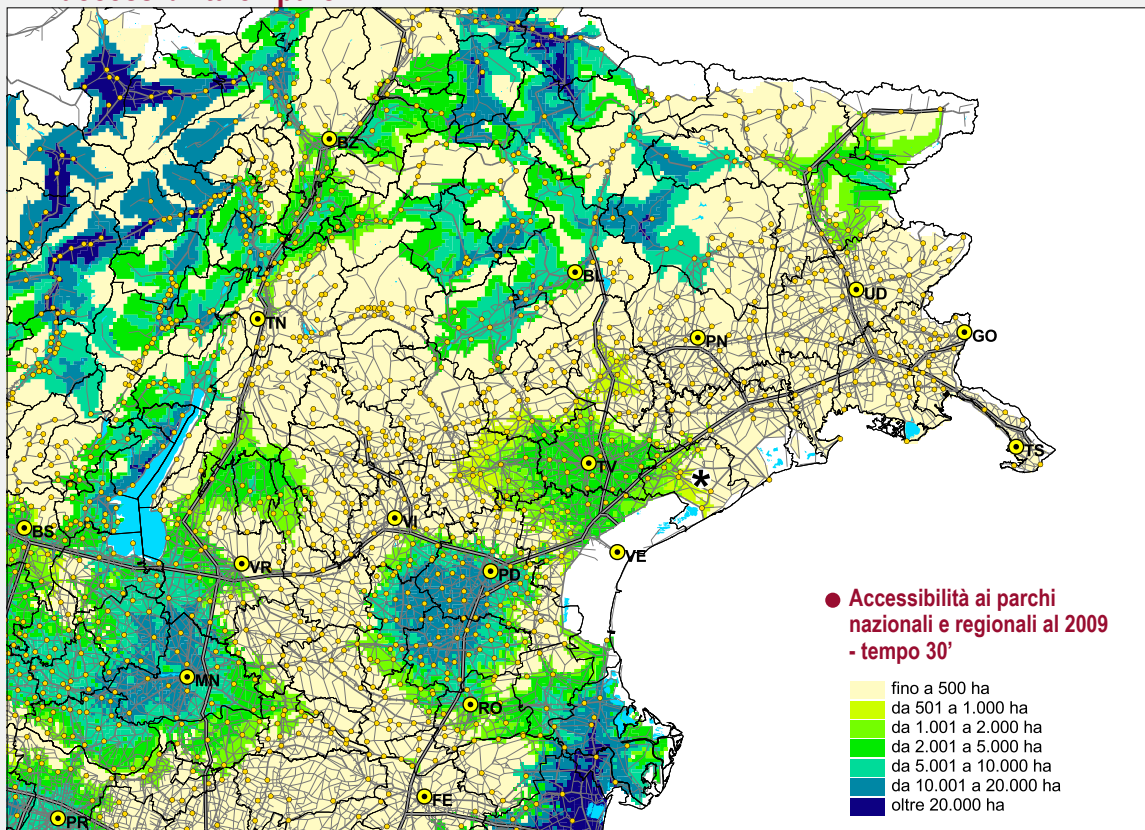 BZ
BL
UD
TN
PN
GO
TS
TV
*
BS
VI
VE
VR
PD
MN
RO
FE
PR
Accessibilità ai parchi
nazionali e regionali al 2009
- tempo 30’
fino a 500 ha
da 501 a 1.000 ha
da 1.001 a 2.000 ha
da 2.001 a 5.000 ha
da 5.001 a 10.000 ha
da 10.001 a 20.000 ha
oltre 20.000 ha